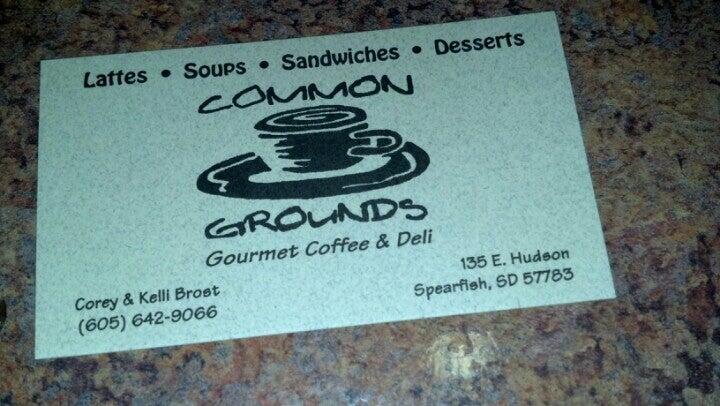 Lattes • Soups • Sandwiches • Desserts
COMMON
GROUNDS
Gourmet Coffee & Deli
Corey & Kelli Brost
(605) 642-9066
135 E. Hudson
Spearfish, SD 57783